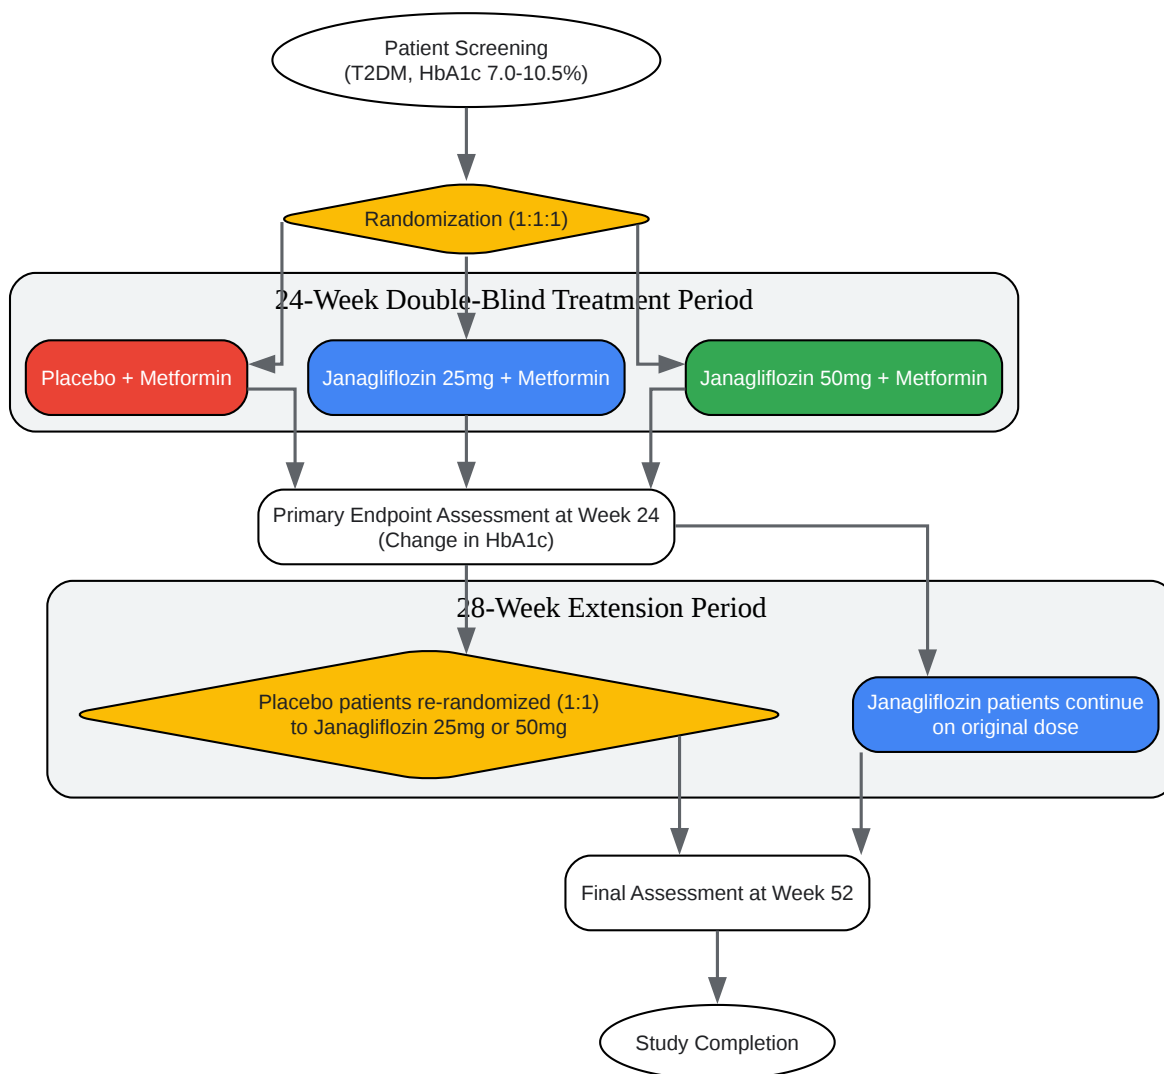 Patient Screening
(T2DM, HbA1c 7.0-10.5%)
Randomization (1:1:1)
24-Week Double-Blind Treatment Period
Placebo + Metformin
Janagliflozin 25mg + Metformin
Janagliflozin 50mg + Metformin
Primary Endpoint Assessment at Week 24
(Change in HbA1c)
28-Week Extension Period
Placebo patients re-randomized (1:1)
to Janagliflozin 25mg or 50mg
Janagliflozin patients continue
on original dose
Final Assessment at Week 52
Study Completion